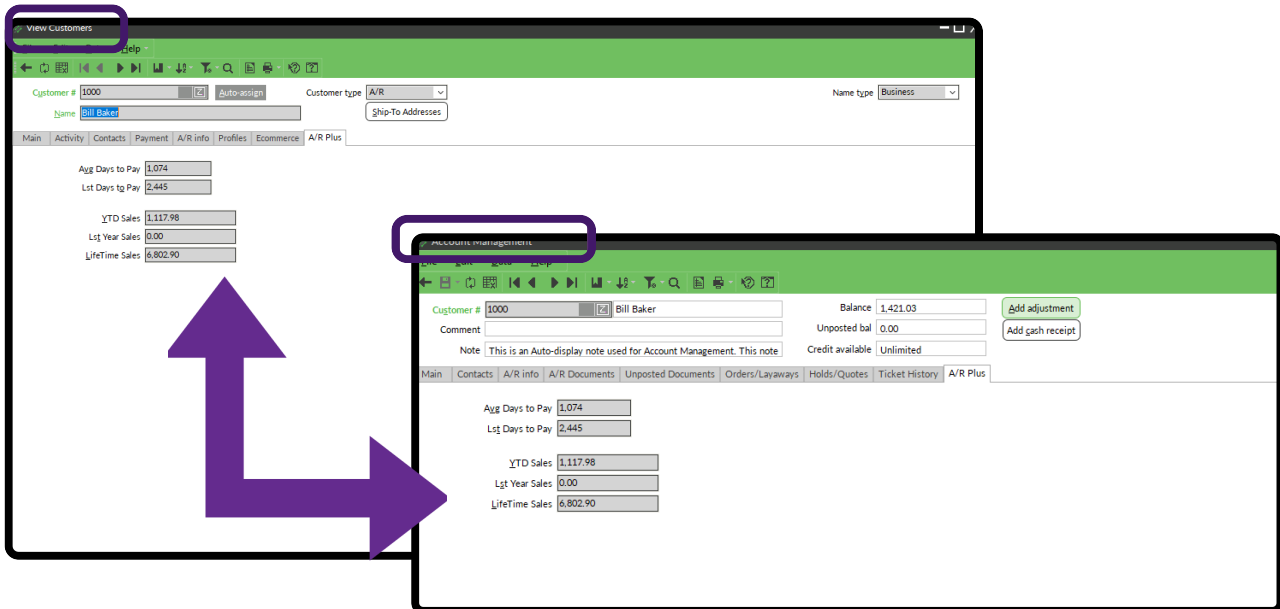 View Customers
Help
Customer # 1000 Z Auto-assign Customer type A/R Name type Business
Name Bill Baker Ship-To Addresses
Main Activity Contacts Payment A/R info Profiles Ecommerce A/R Plus
Avg Days to Pay 1,074
Lst Days to Pay 2,445
YTD Sales 1,117.98
Lst Year Sales 0.00
LifeTime Sales 6,802.90
Account Management
File Edit Help
Customer # 1000 Z Bill Baker Balance 1,421.03 Add adjustment
Comment Unposted bal 0.00 Add cash receipt
Note This is an Auto-display note used for Account Management. This note Credit available Unlimited
Main Contacts A/R info A/R Documents Unposted Documents Orders/Layaways Holds/Quotes Ticket History A/R Plus
Avg Days to Pay 1,074
Lst Days to Pay 2,445
YTD Sales 1,117.98
Lst Year Sales 0.00
LifeTime Sales 6,802.90